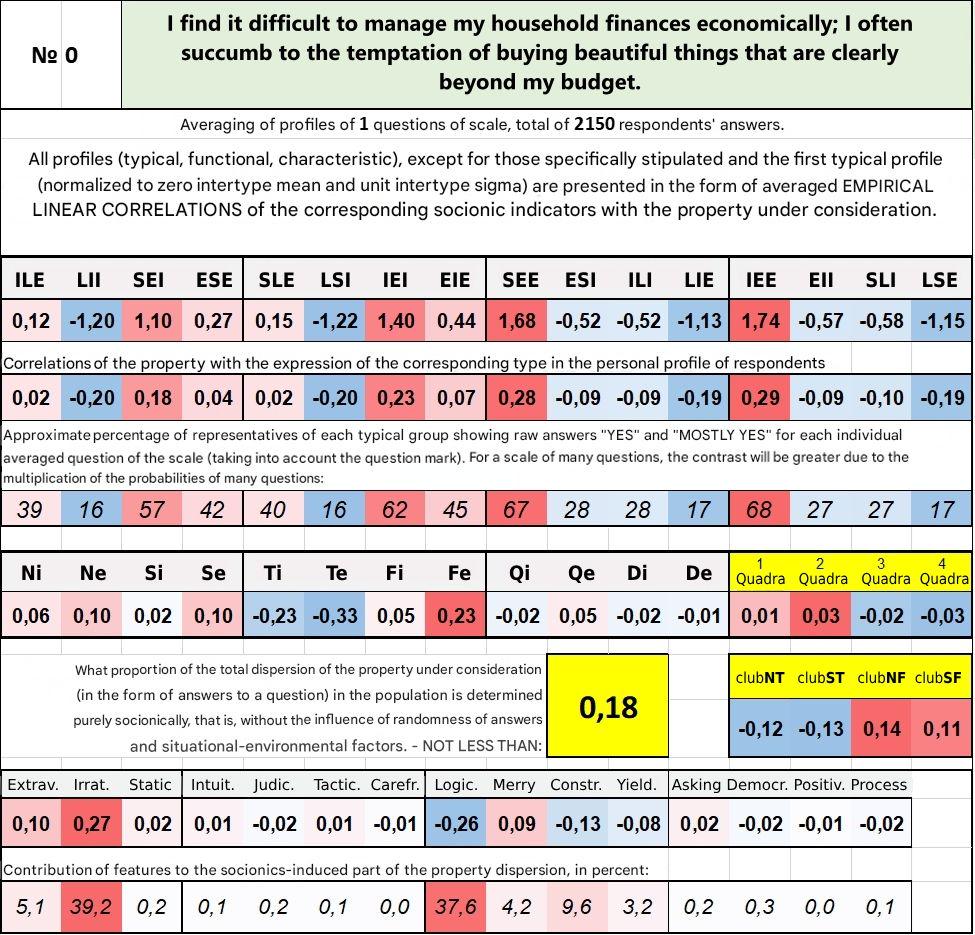 № 0
I find it difficult to manage my household finances economically; I often
succumb to the temptation of buying beautiful things that are clearly
beyond my budget.
Averaging of profiles of 1 questions of scale, total of 2150 respondents' answers.
All profiles (typical, functional, characteristic), except for those specifically stipulated and the first typical profile
(normalized to zero intertype mean and unit intertype sigma) are presented in the form of averaged EMPIRICAL
LINEAR CORRELATIONS of the corresponding socionic indicators with the property under consideration.
ILE LII SEI ESE SLE LSI IEI EIE SEE ESI ILI LIE IEE EII SLI LSE
0,12 -1,20 1,10 0,27 0,15 -1,22 1,40 0,44 1,68 -0,52 -0,52 -1,13 1,74 -0,57 -0,58 -1,15
Correlations of the property with the expression of the corresponding type in the personal profile of respondents
0,02 -0,20 0,18 0,04 0,02 -0,20 0,23 0,07 0,28 -0,09 -0,09 -0,19 0,29 -0,09 -0,10 -0,19
Approximate percentage of representatives of each typical group showing raw answers "YES" and "MOSTLY YES" for each individual
averaged question of the scale (taking into account the question mark). For a scale of many questions, the contrast will be greater due to the
multiplication of the probabilities of many questions:
39 16 57 42 40 16 62 45 67 28 28 17 68 27 27 17
Ni Ne Si Se Ti Te Fi Fe Qi Qe Di De 1 Quadra 2 Quadra 3 Quadra 4 Quadra
0,06 0,10 0,02 0,10 -0,23 -0,33 0,05 0,23 -0,02 0,05 -0,02 -0,01 0,01 0,03 -0,02 -0,03
What proportion of the total dispersion of the property under consideration
(in the form of answers to a question) in the population is determined
purely socionically, that is, without the influence of randomness of answers
and situational-environmental factors. - NOT LESS THAN:
0,18
clubNT clubST clubNF clubSF
-0,12 -0,13 0,14 0,11
Extrav. Irrat. Static Intuit. Judic. Tactic. Carefr. Logic. Merry Constr. Yield. Asking Democr. Positiv. Process
0,10 0,27 0,02 0,01 -0,02 0,01 -0,01 -0,26 0,09 -0,13 -0,08 0,02 -0,02 -0,01 -0,02
Contribution of features to the socionics-induced part of the property dispersion, in percent:
5,1 39,2 0,2 0,1 0,2 0,1 0,0 37,6 4,2 9,6 3,2 0,2 0,3 0,0 0,1